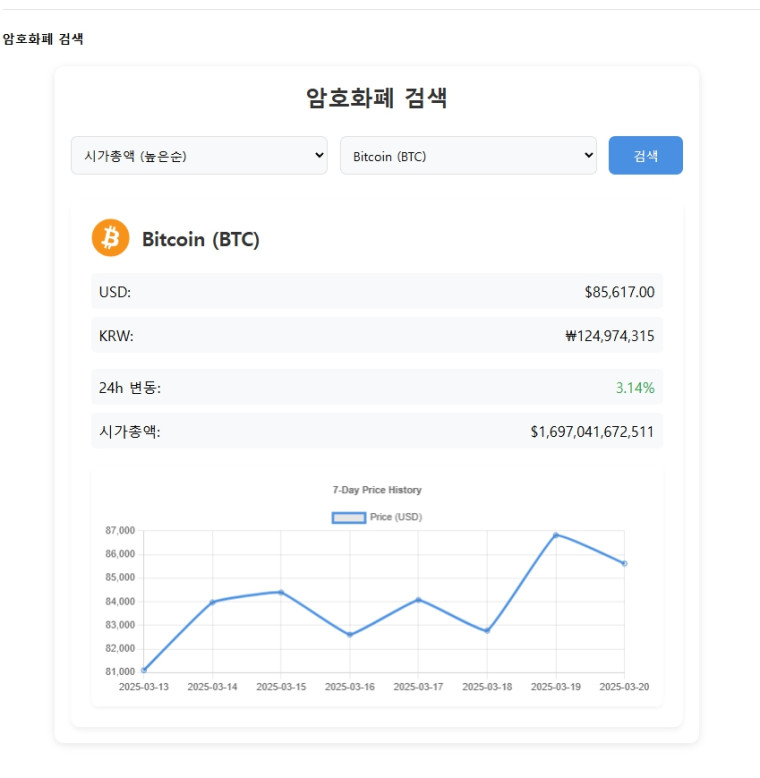 암호화폐 검색
암호화폐 검색
시가총액 (높은순) Bitcoin (BTC) 검색
Bitcoin (BTC)
USD: $85,617.00
KRW: ₩124,974,315
24h 변동: 3.14%
시가총액: $1,697,041,672,511
7-Day Price History
Price (USD)
87,000
86,000
85,000
84,000
83,000
82,000
81,000
2025-03-13 2025-03-14 2025-03-15 2025-03-16 2025-03-17 2025-03-18 2025-03-19 2025-03-20